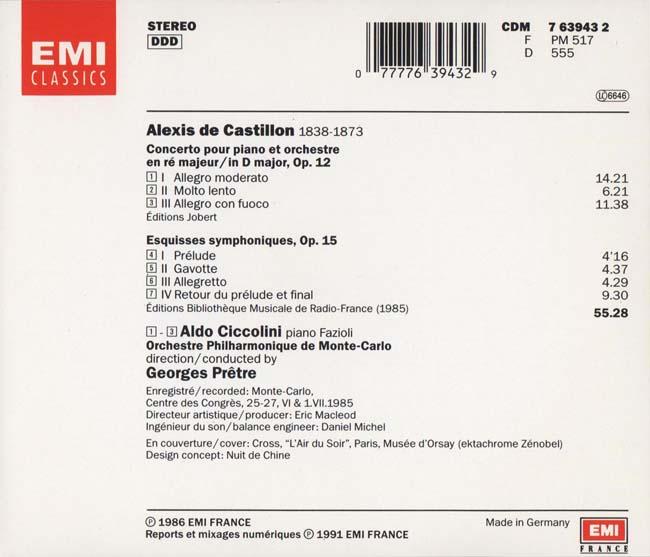 EMI
CLASSICS
STEREO
DDD
CDM 7 63943 2
F PM 517
D 555
0 77776 39432 9
LC 6646
Alexis de Castillon 1838-1873
Concerto pour piano et orchestre
en ré majeur/in D major, Op. 12
1 I Allegro moderato 14.21
2 II Molto lento 6.21
3 III Allegro con fuoco 11.38
Éditions Jobert
Esquisses symphoniques, Op. 15
4 I Prélude 4'16
5 II Gavotte 4.37
6 III Allegretto 4.29
7 IV Retour du prélude et final 9.30
Éditions Bibliothèque Musicale de Radio-France (1985)
55.28
1 - 3 Aldo Ciccolini piano Fazioli
Orchestre Philharmonique de Monte-Carlo
direction/conducted by
Georges Prêtre
Enregistré/recorded: Monte-Carlo,
Centre des Congrès, 25-27, VI & 1.VII.1985
Directeur artistique/producer: Eric Macleod
Ingénieur du son/balance engineer: Daniel Michel
En couverture/cover: Cross, “L'Air du Soir”, Paris, Musée d'Orsay (ektachrome Zénobel)
Design concept: Nuit de Chine
℗ 1986 EMI FRANCE
Reports et mixages numériques ℗ 1991 EMI FRANCE
Made in Germany
EMI
FRANCE